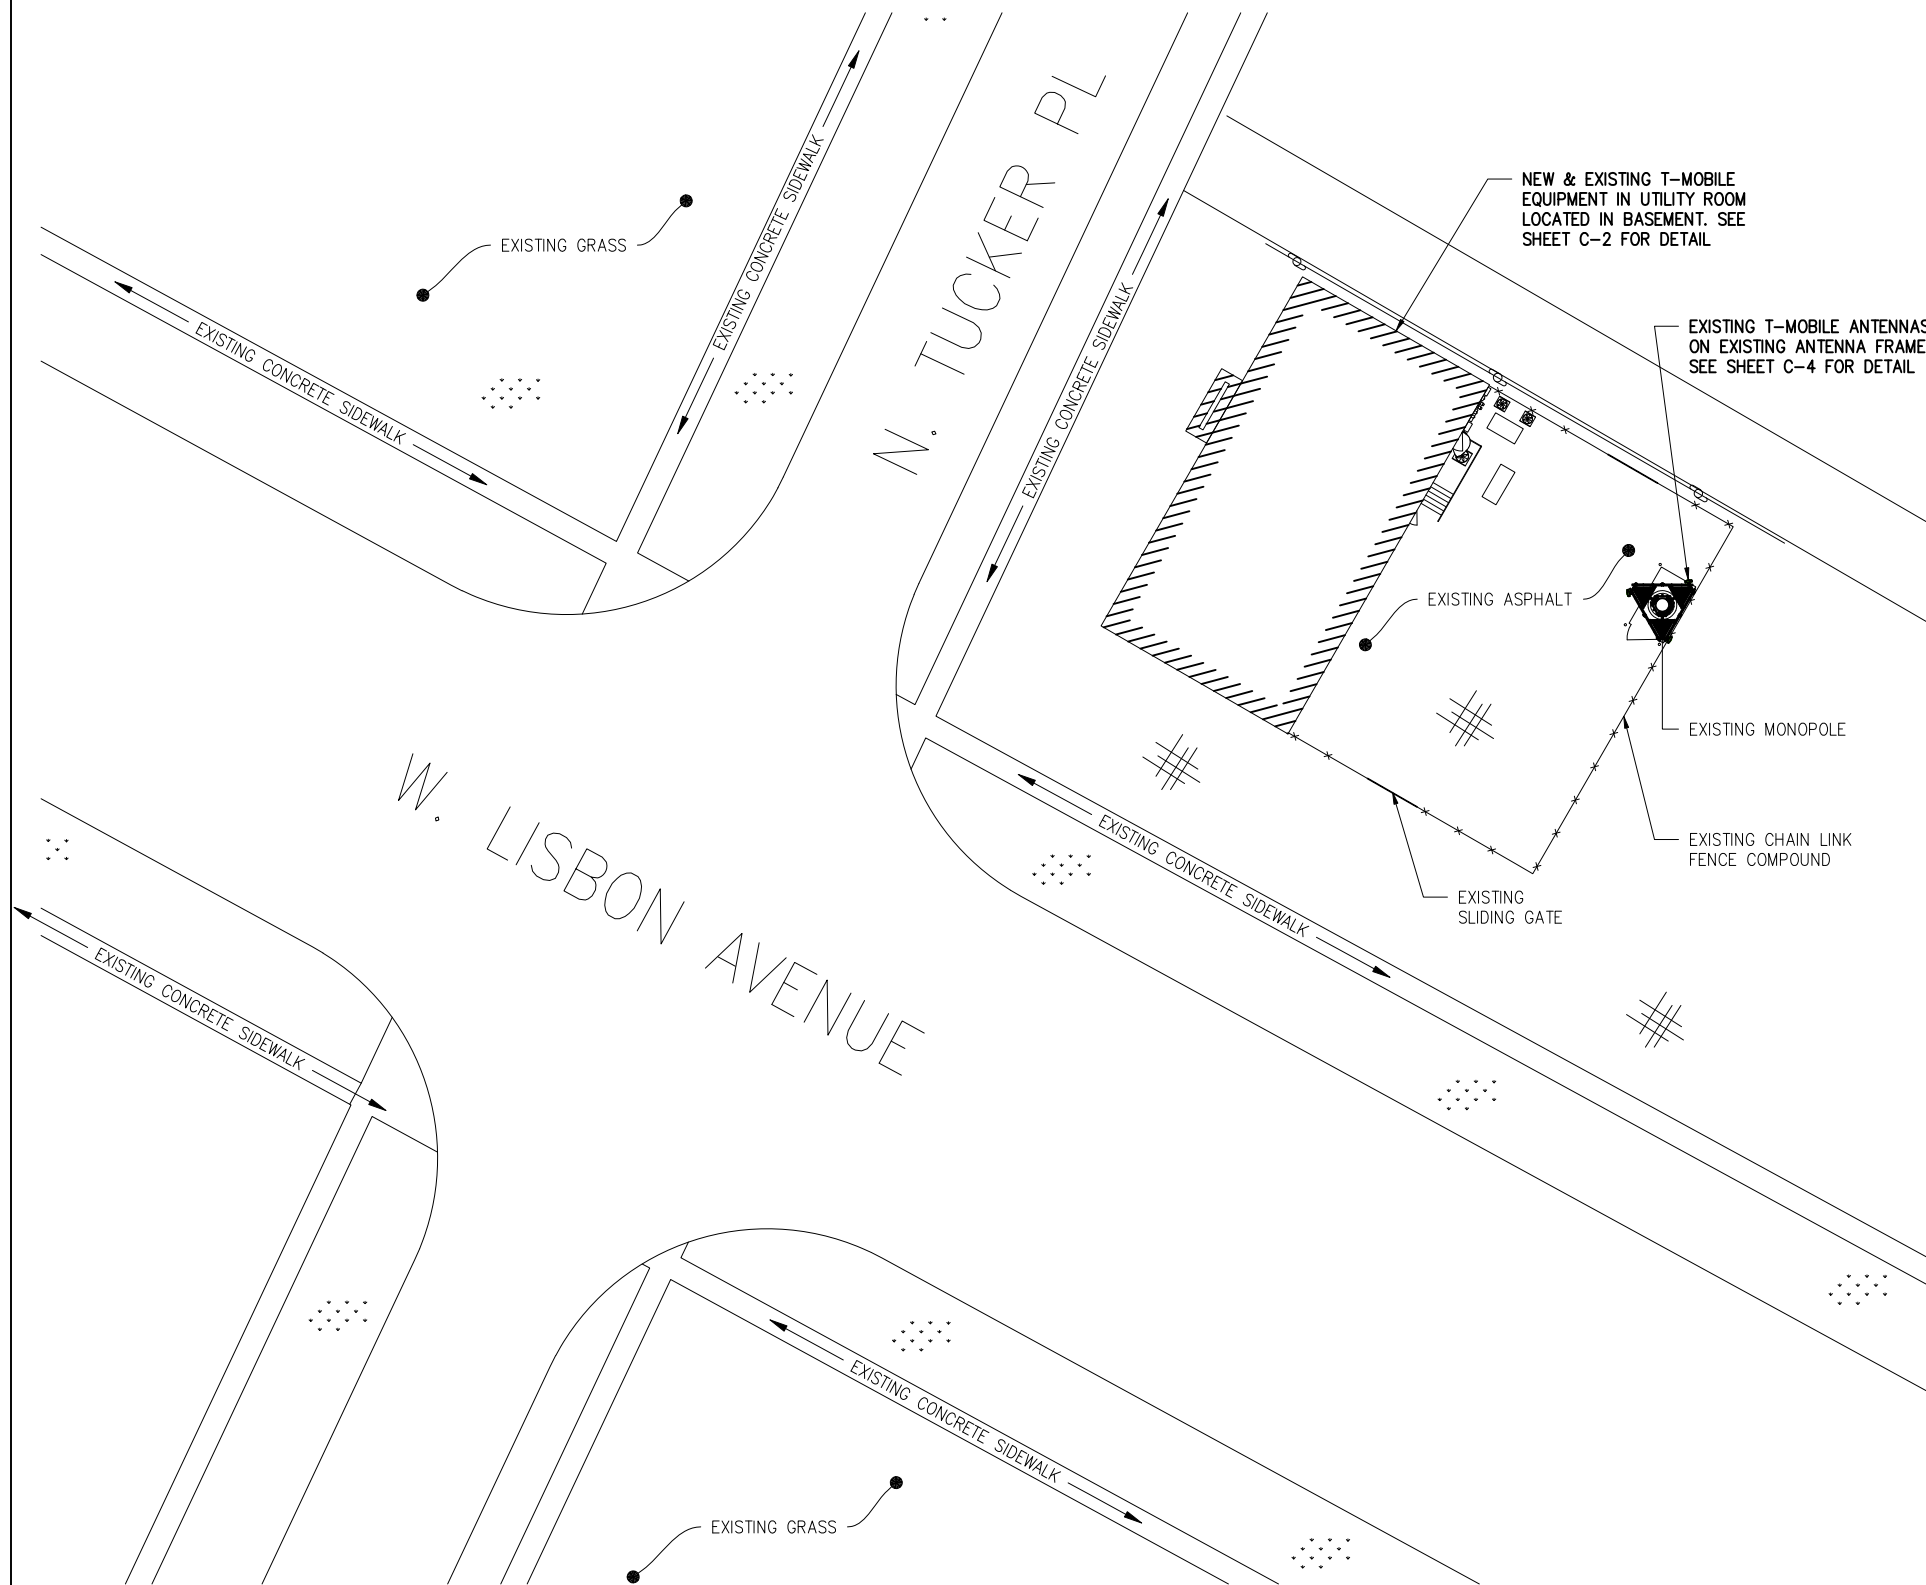 NEW & EXISTING T-MOBILE
EQUIPMENT IN UTILITY ROOM
LOCATED IN BASEMENT. SEE
SHEET C-2 FOR DETAIL
EXISTING GRASS
EXISTING CONCRETE SIDEWALK
EXISTING CONCRETE SIDEWALK
N. TUCKER PL
EXISTING CONCRETE SIDEWALK
EXISTING T-MOBILE ANTENNAS
ON EXISTING ANTENNA FRAME
SEE SHEET C-4 FOR DETAIL
EXISTING ASPHALT
EXISTING MONOPOLE
EXISTING CHAIN LINK
FENCE COMPOUND
EXISTING
SLIDING GATE
W. LISBON AVENUE
EXISTING CONCRETE SIDEWALK
EXISTING CONCRETE SIDEWALK
EXISTING CONCRETE SIDEWALK
EXISTING GRASS